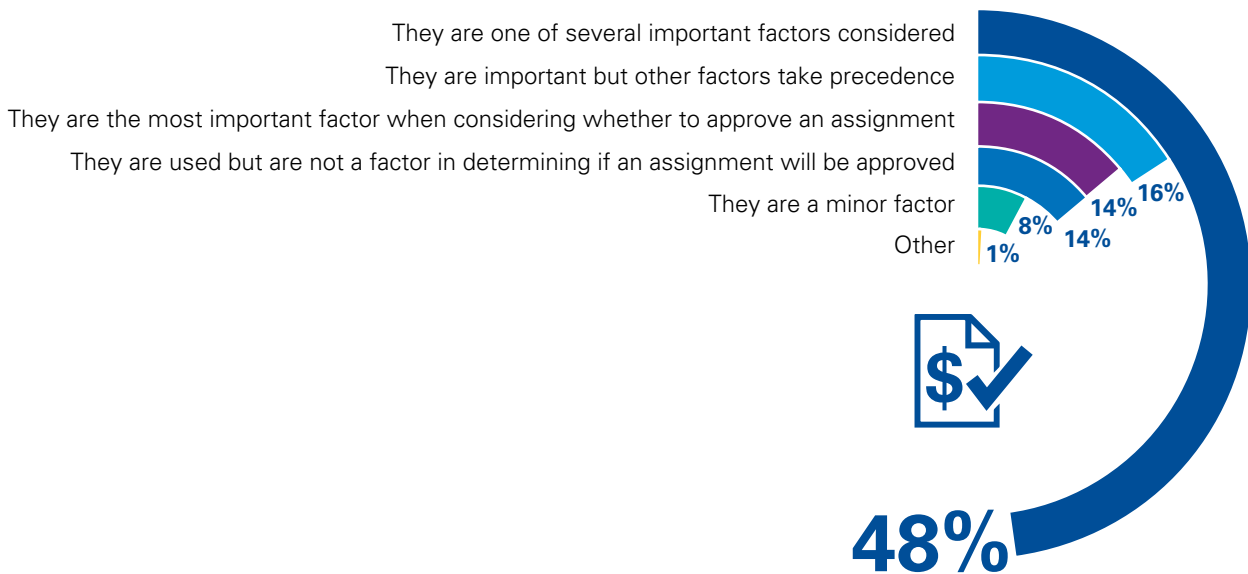 They are one of several important factors considered
They are important but other factors take precedence
They are the most important factor when considering whether to approve an assignment
They are used but are not a factor in determining if an assignment will be approved
They are a minor factor
Other
16%
14%
14%
8%
1%
$
48%